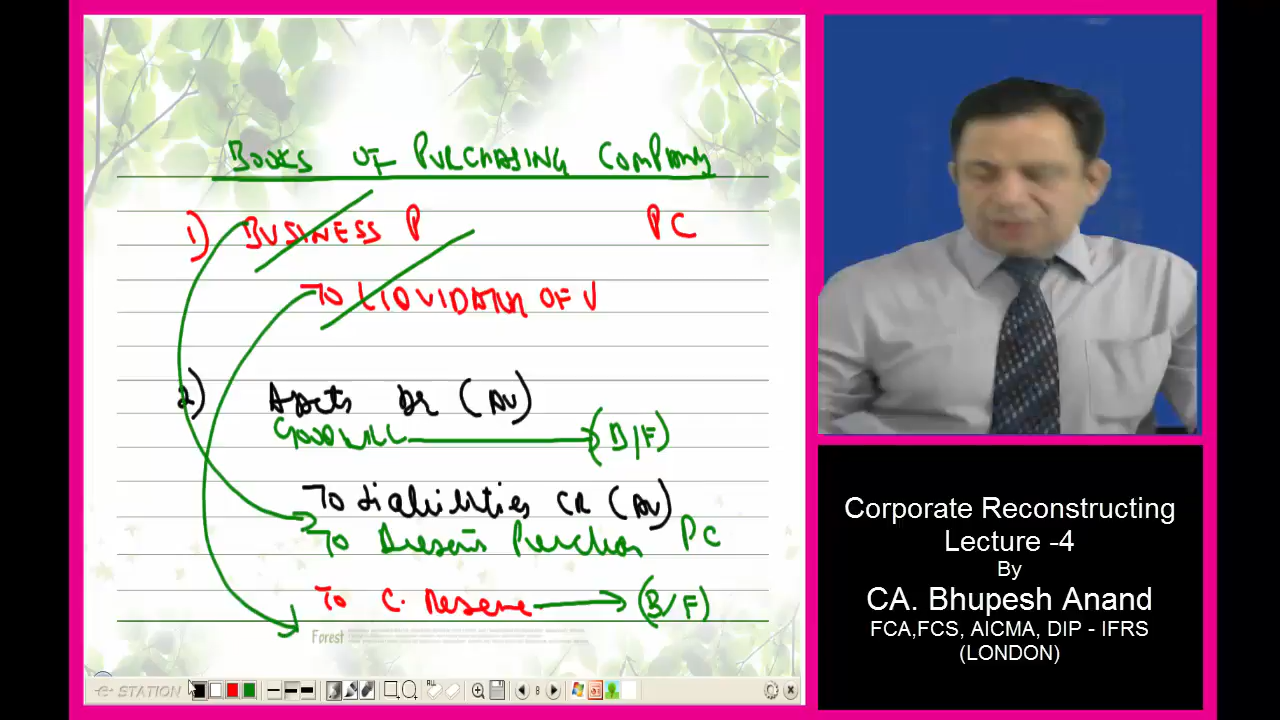 BOOKS OF PURCHASING COMPANY
1) BUSINESS P PC
To LIQUIDATOR OF V
2) Assets Dr (AV)
GOODWILL (B/F)
To Liabilities CR (AV)
To Business Purchase PC
To C. Reserve (B/F)
Forest
e-STATION
8
Corporate Reconstructing
Lecture -4
By
CA. Bhupesh Anand
FCA,FCS, AICMA, DIP - IFRS
(LONDON)